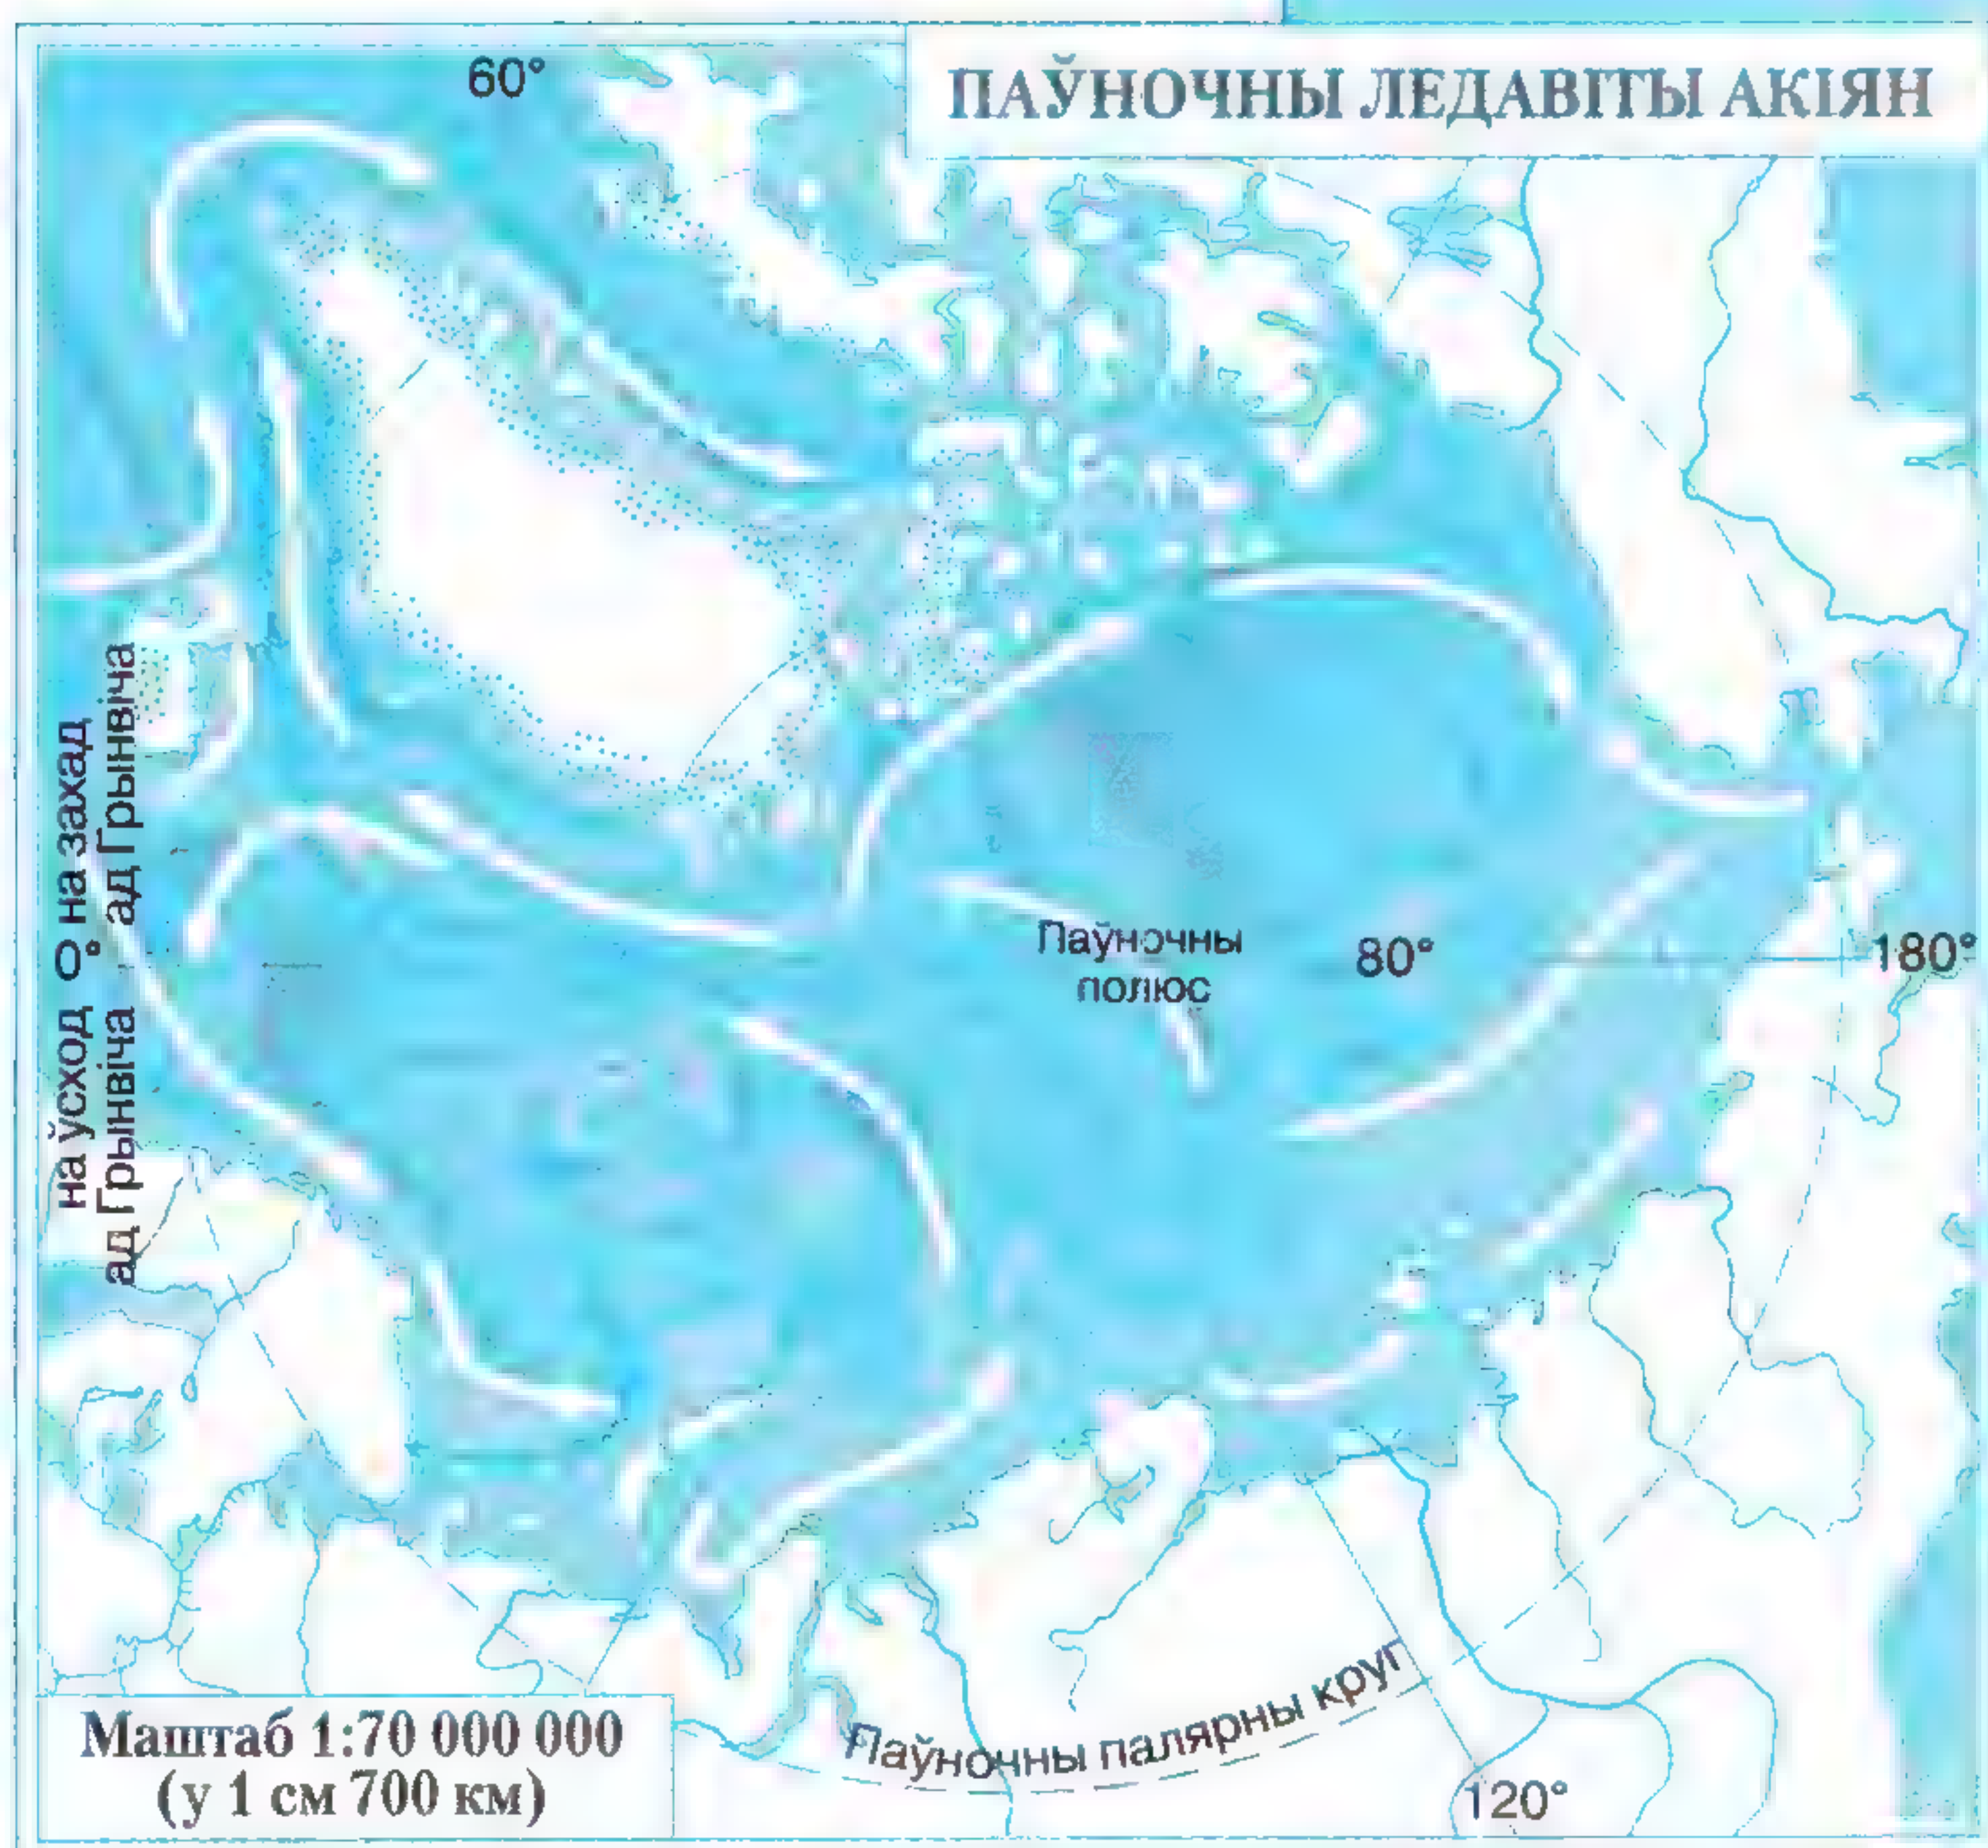 60°
ПАЎНОЧНЫ ЛЕДАВІТЫ АКІЯН
на ўсход 0° на захад
ад Грынвіча ад Грынвіча
Паўночны
полюс
80°
180°
Паўночны палярны круг
120°
Маштаб 1:70 000 000
(у 1 см 700 км)